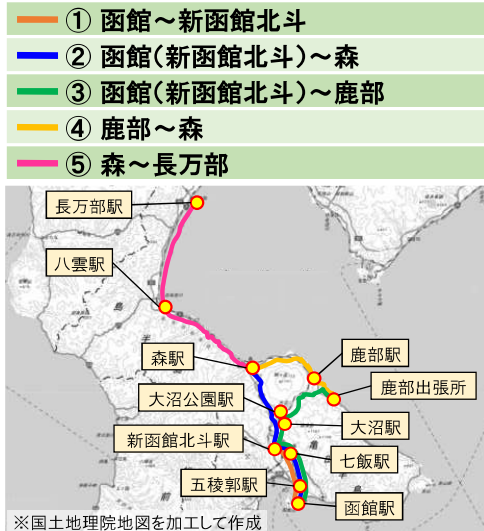 ① 函館～新函館北斗
② 函館(新函館北斗)～森
③ 函館(新函館北斗)～鹿部
④ 鹿部～森
⑤ 森～長万部
長万部駅
八雲駅
森駅
鹿部駅
鹿部出張所
大沼公園駅
大沼駅
新函館北斗駅
七飯駅
五稜郭駅
函館駅
※国土地理院地図を加工して作成